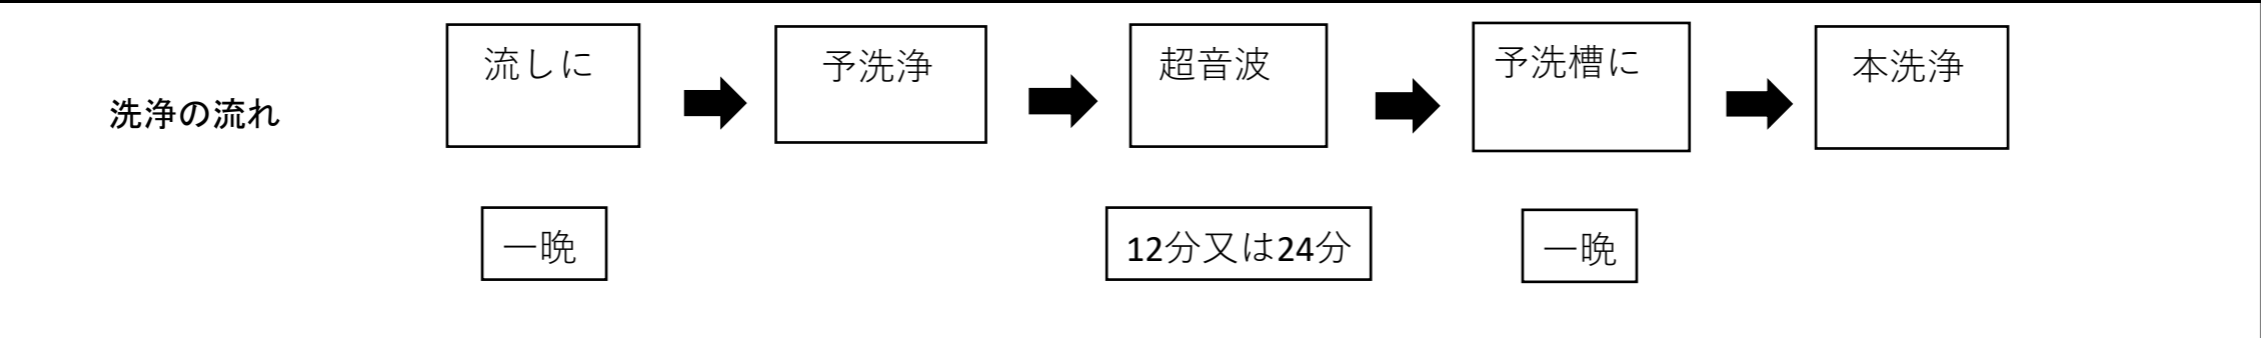 洗浄の流れ
流しに
予洗浄
超音波
予洗槽に
本洗浄
一晩
12分又は24分
一晩